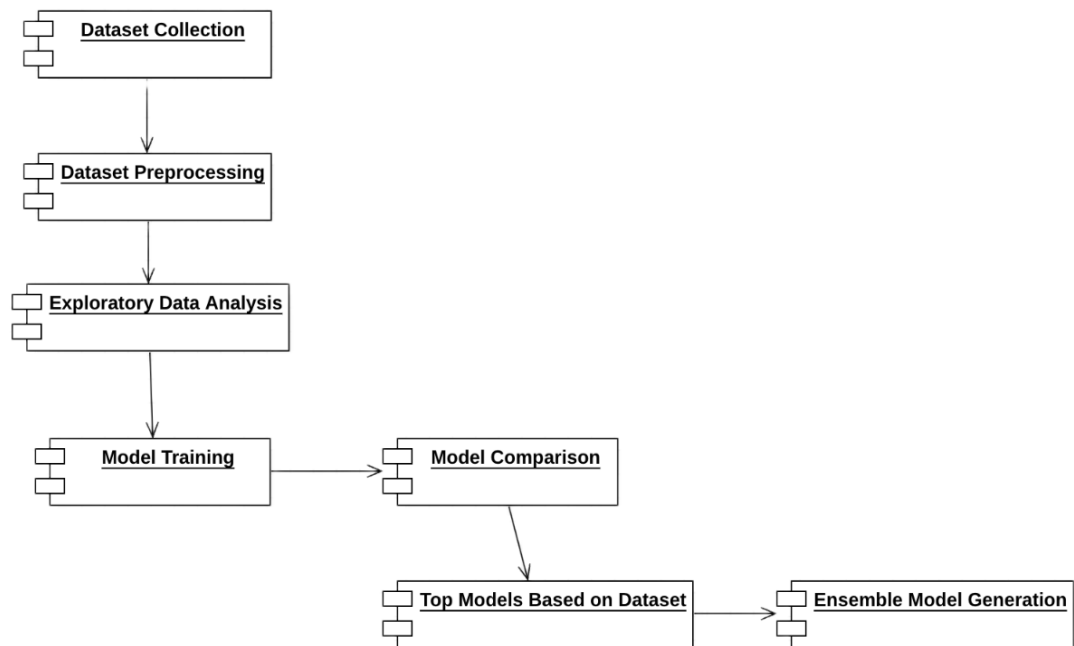 Dataset Collection
Dataset Preprocessing
Exploratory Data Analysis
Model Training
Model Comparison
Top Models Based on Dataset
Ensemble Model Generation